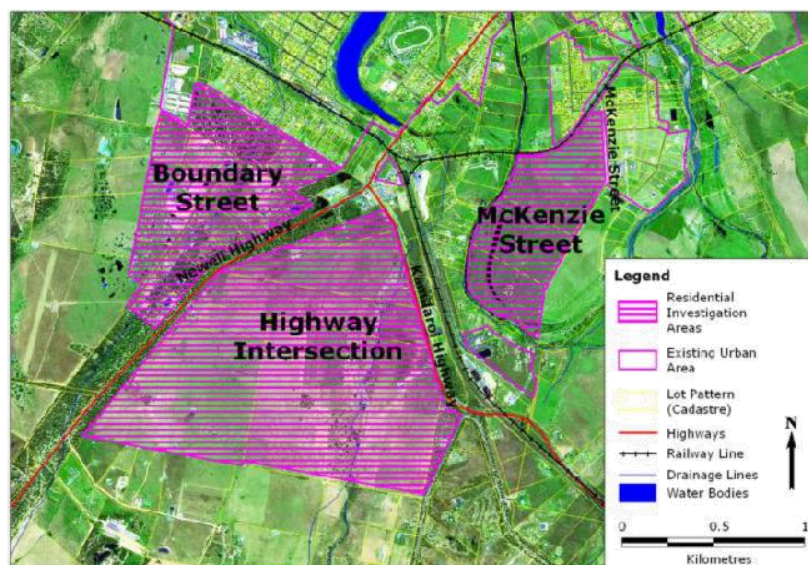 Boundary
Street
Newell Highway
McKenzie Street
McKenzie
Street
Highway
Intersection
Kamilaroi Highway
Legend
Residential
Investigation
Areas
Existing Urban
Area
Lot Pattern
(Cadastre)
Highways
Railway Line
Drainage Lines
Water Bodies
N
0 0.5 1
Kilometres